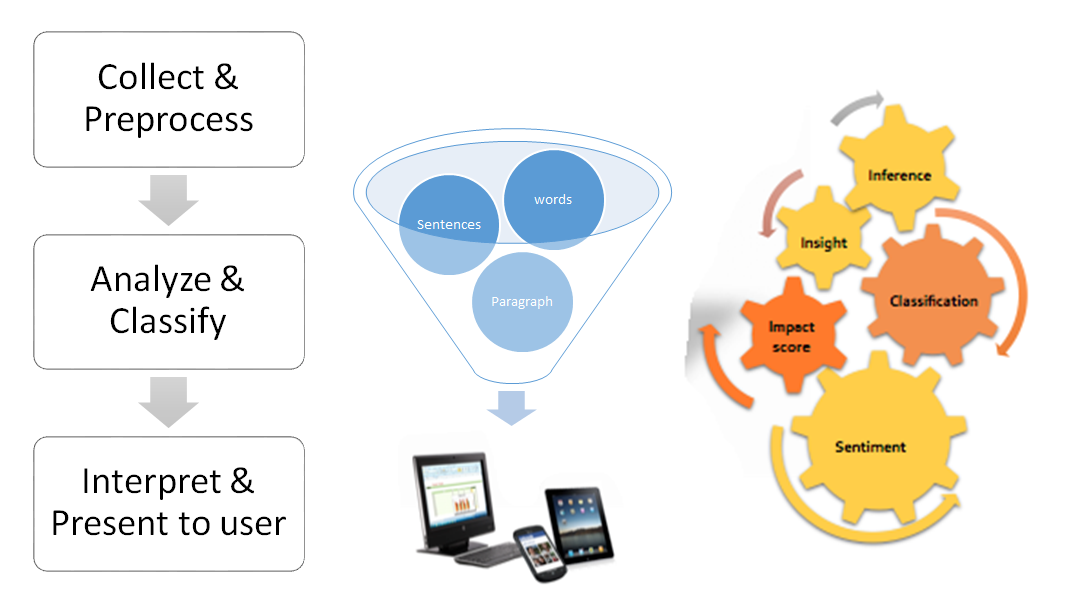 Collect &
Preprocess
Analyze &
Classify
Interpret &
Present to user
Sentences
words
Paragraph
Inference
Insight
Classification
Impact
score
Sentiment